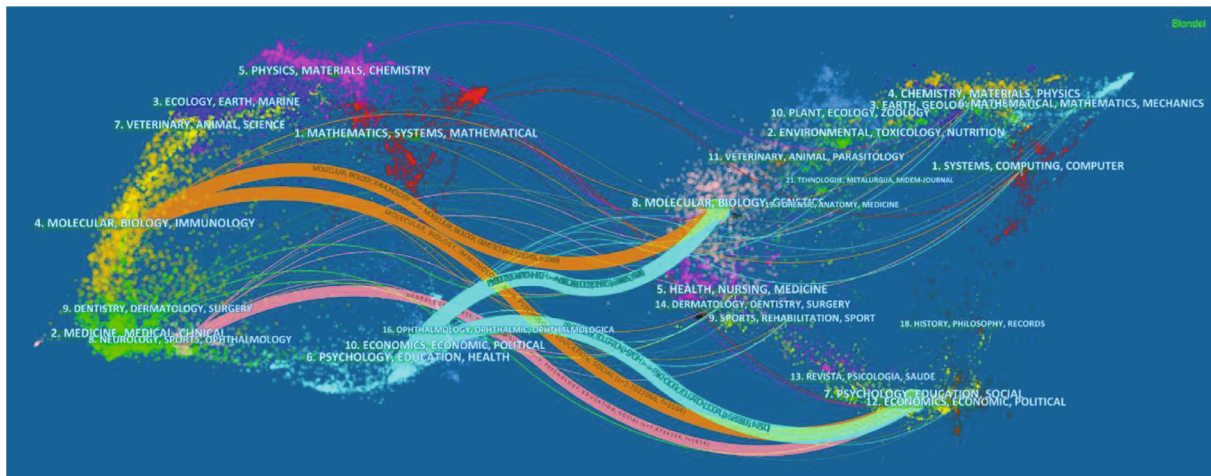 Blondel
5. PHYSICS, MATERIALS, CHEMISTRY
3. ECOLOGY, EARTH, MARINE
7. VETERINARY, ANIMAL, SCIENCE
1. MATHEMATICS, SYSTEMS, MATHEMATICAL
4. MOLECULAR, BIOLOGY, IMMUNOLOGY
9. DENTISTRY, DERMATOLOGY, SURGERY
2. MEDICINE, MEDICAL, CLINICAL
8. NEUROLOGY, SPORTS, OPHTHALMOLOGY
16. OPHTHALMOLOGY, OPHTHALMIC, OPHTHALMOLOGICA
10. ECONOMICS, ECONOMIC, POLITICAL
6. PSYCHOLOGY, EDUCATION, HEALTH
4. CHEMISTRY, MATERIALS, PHYSICS
3. EARTH, GEOLOGY,
6. MATHEMATICAL, MATHEMATICS, MECHANICS
10. PLANT, ECOLOGY, ZOOLOGY
2. ENVIRONMENTAL, TOXICOLOGY, NUTRITION
11. VETERINARY, ANIMAL, PARASITOLOGY
1. SYSTEMS, COMPUTING, COMPUTER
21. TEHNOLOGIJE, METALURGIJA, MIDEM-JOURNAL
8. MOLECULAR, BIOLOGY, GENETICS
19. FORENSIC, ANATOMY, MEDICINE
5. HEALTH, NURSING, MEDICINE
14. DERMATOLOGY, DENTISTRY, SURGERY
9. SPORTS, REHABILITATION, SPORT
18. HISTORY, PHILOSOPHY, RECORDS
13. REVISTA, PSICOLOGIA, SAUDE
7. PSYCHOLOGY, EDUCATION, SOCIAL
12. ECONOMICS, ECONOMIC, POLITICAL